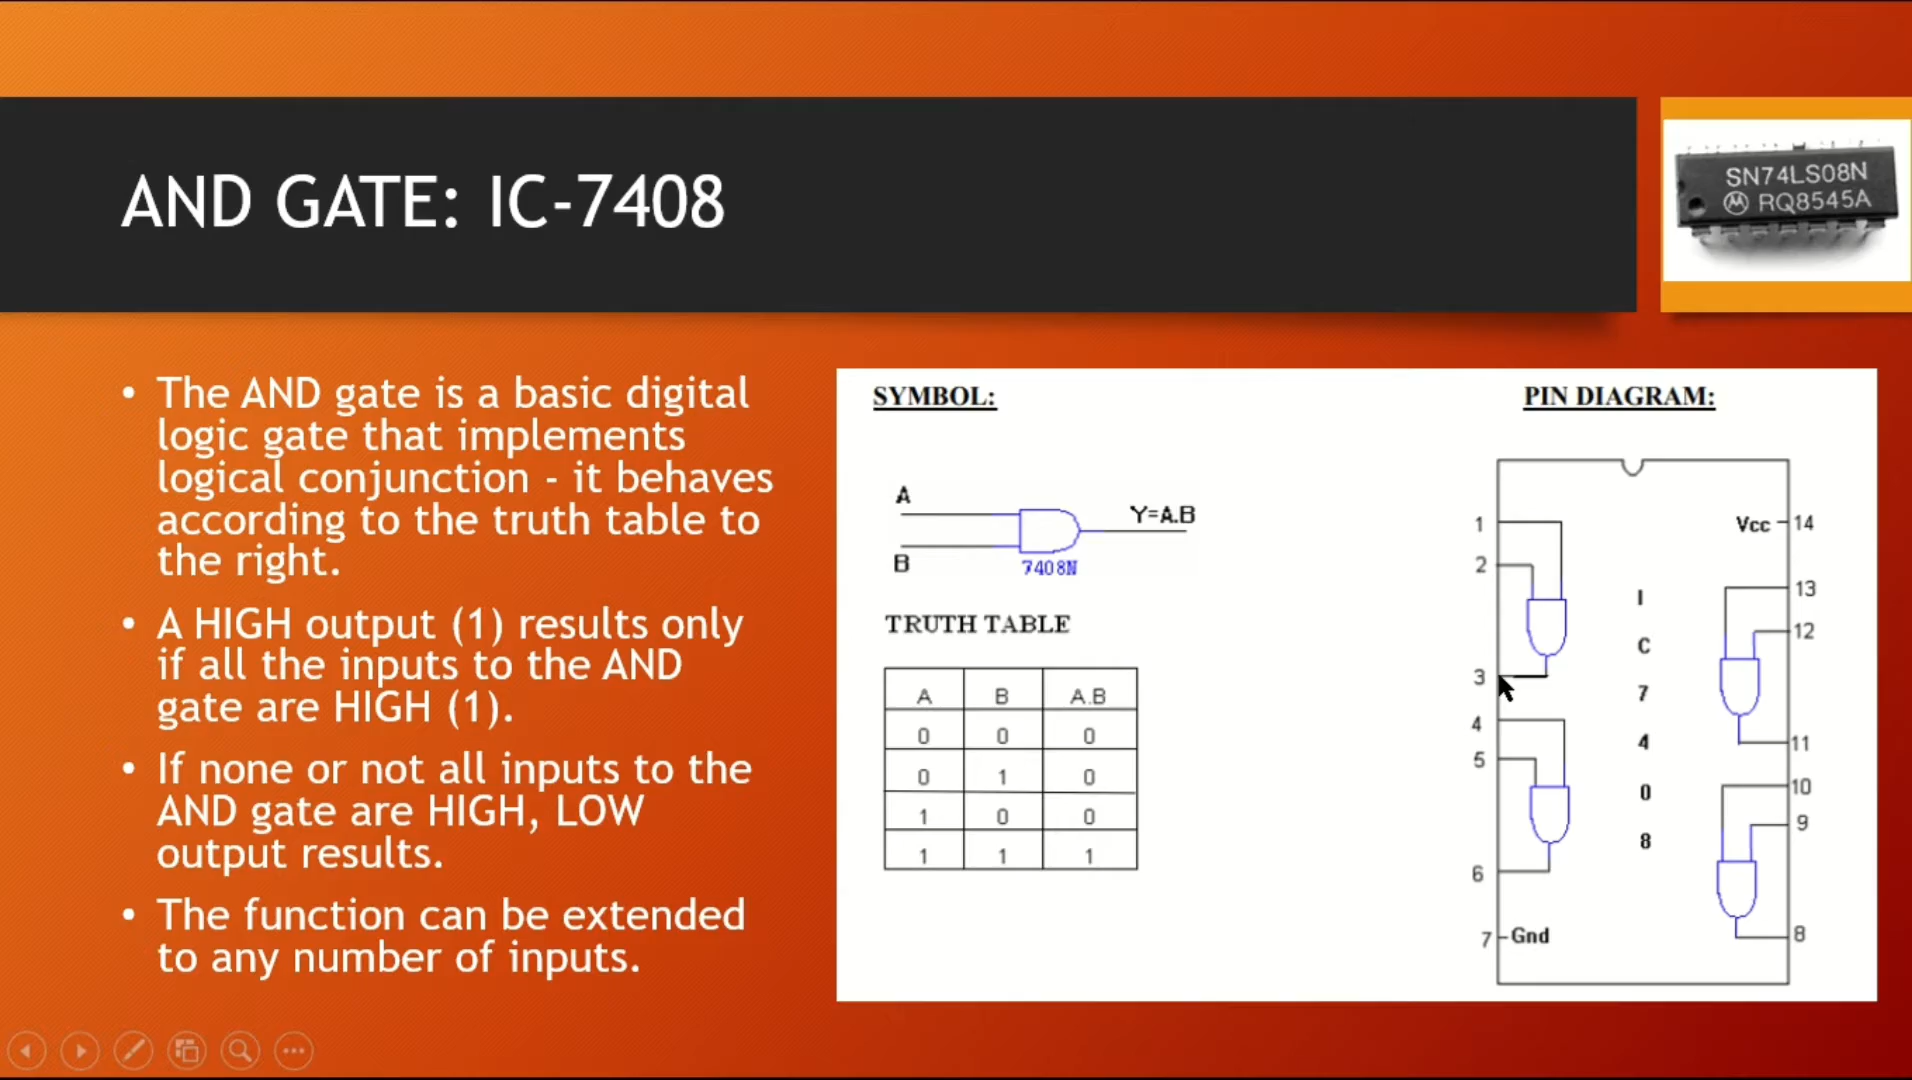 AND GATE: IC-7408
SN74LS08N
RQ8545A
• The AND gate is a basic digital
logic gate that implements
logical conjunction - it behaves
according to the truth table to
the right.
• A HIGH output (1) results only
if all the inputs to the AND
gate are HIGH (1).
• If none or not all inputs to the
AND gate are HIGH, LOW
output results.
• The function can be extended
to any number of inputs.
SYMBOL:
A
B
Y=A.B
7408N
TRUTH TABLE
A B A.B
0 0 0
0 1 0
1 0 0
1 1 1
PIN DIAGRAM:
1
2
3
4
5
6
7 Gnd
I
C
7
4
0
8
Vcc 14
13
12
11
10
9
8